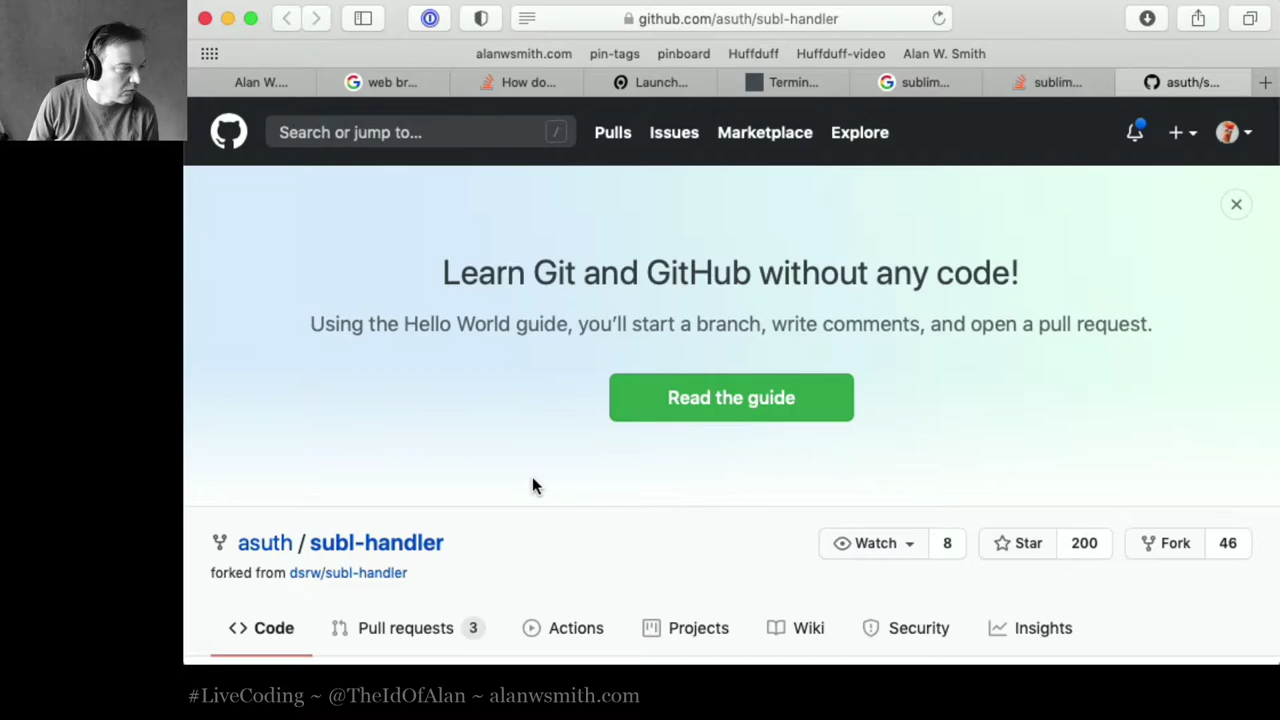 github.com/asuth/subl-handler
alanwsmith.com pin-tags pinboard Huffduff Huffduff-video Alan W. Smith
Alan W.... web br... How do... Launch... Termin... sublim... sublim... asuth/s...
Search or jump to... / Pulls Issues Marketplace Explore
Learn Git and GitHub without any code!
Using the Hello World guide, you'll start a branch, write comments, and open a pull request.
Read the guide
asuth / subl-handler Watch 8 Star 200 Fork 46
forked from dsrw/subl-handler
Code Pull requests 3 Actions Projects Wiki Security Insights
#LiveCoding ~ @TheIdOfAlan ~ alanwsmith.com